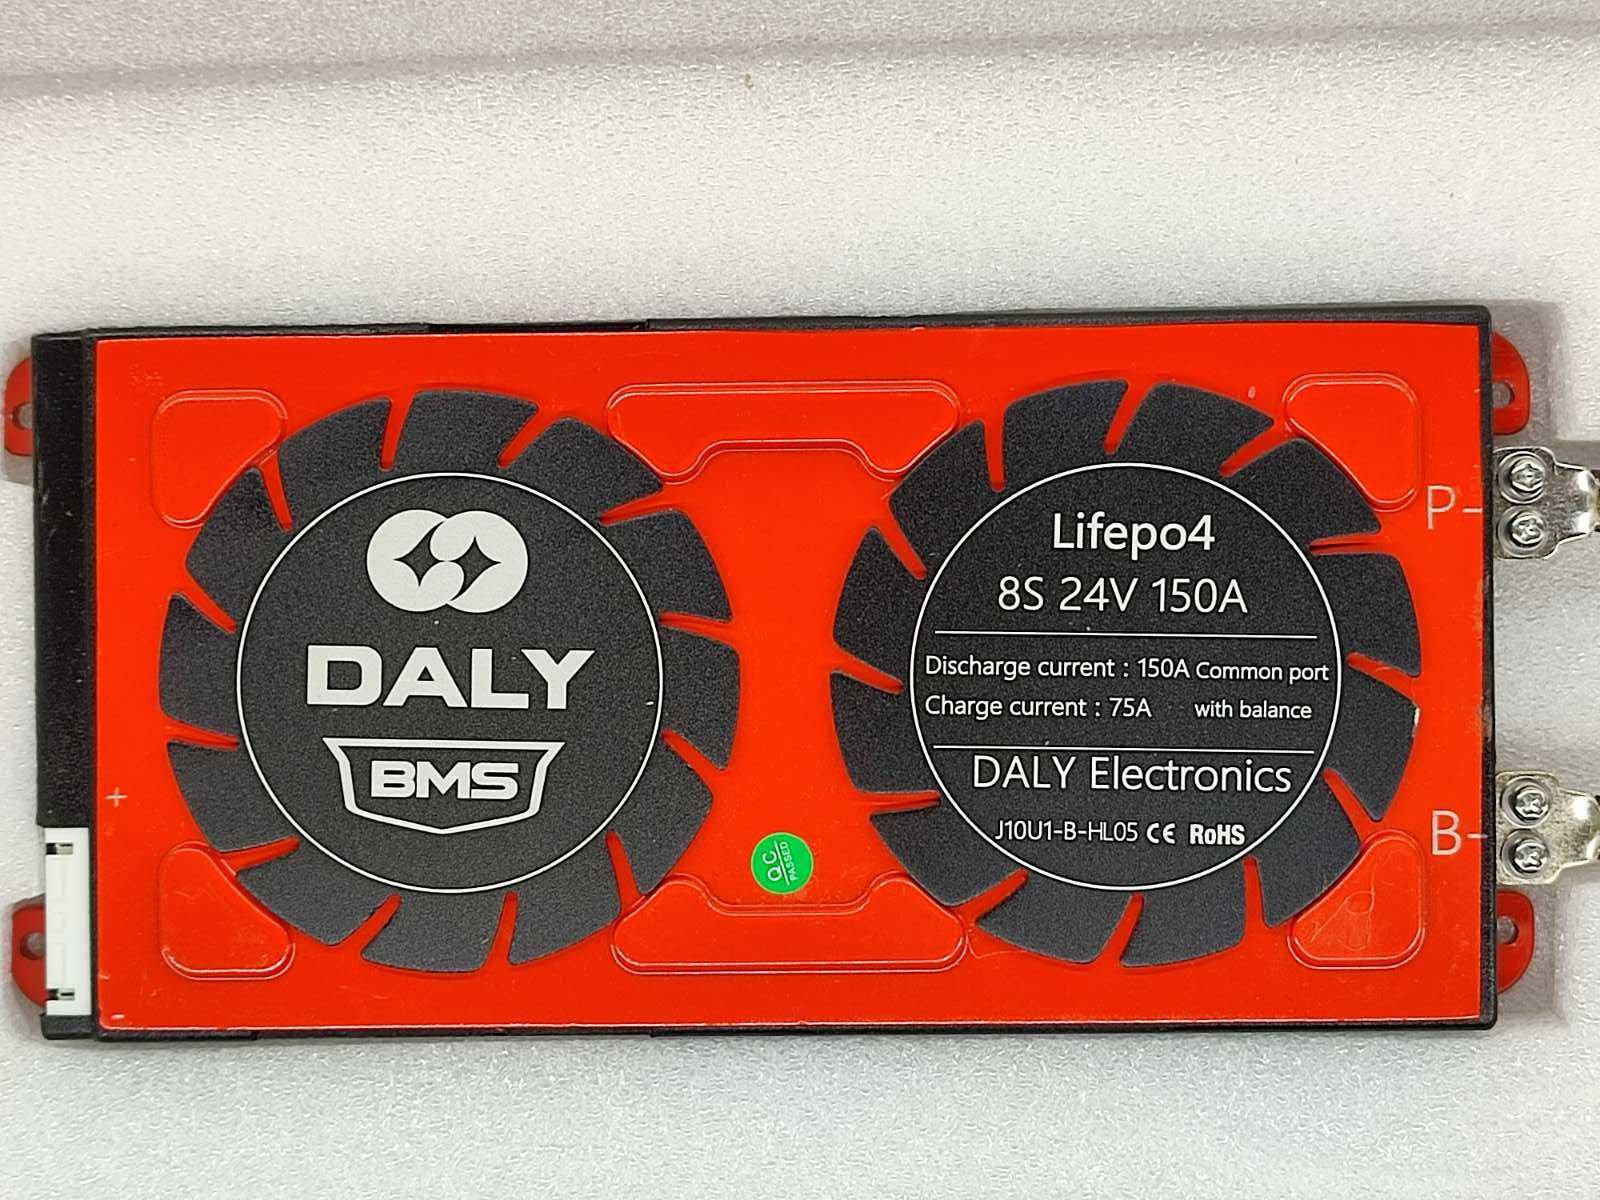 DALY
BMS
+
-
QC
PASSED
Lifepo4
8S 24V 150A
Discharge current : 150A Common port
Charge current : 75A with balance
DALY Electronics
J10U1-B-HL05 CE RoHS
P-
B-